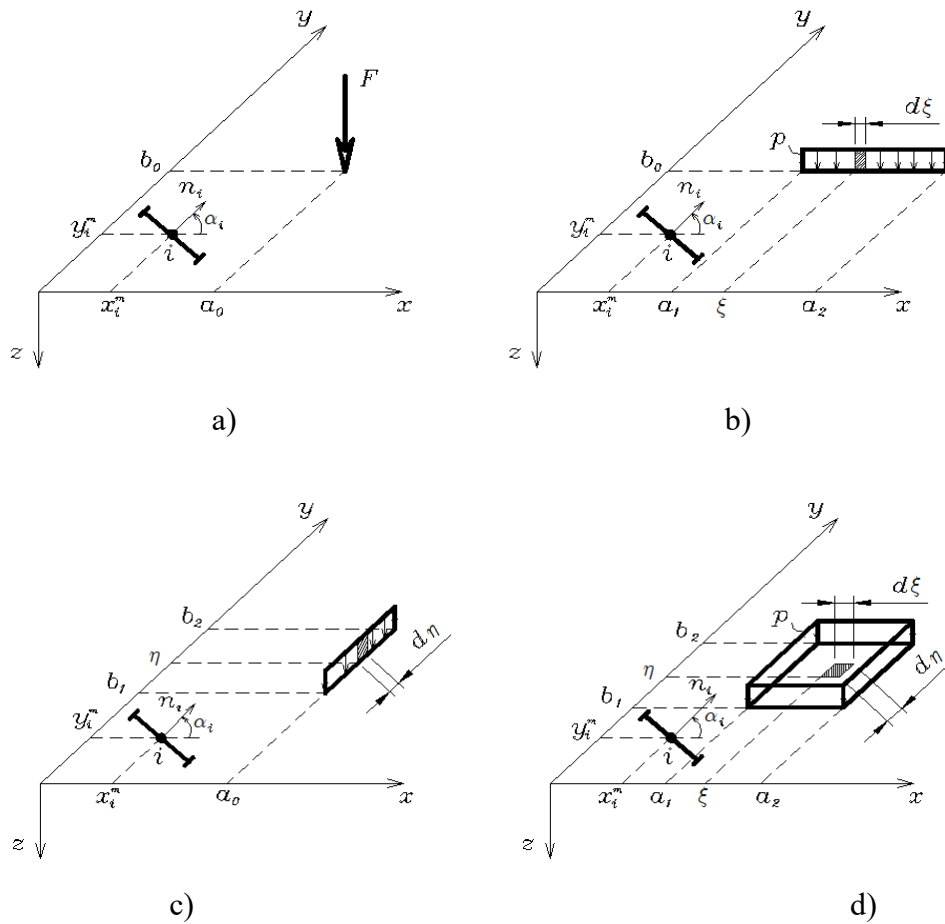 y
F
b₀
nᵢ
αᵢ
yᵢᵐ
i
xᵢᵐ a₀ x
z
a)
y
dξ
p
b₀
nᵢ
αᵢ
yᵢᵐ
i
xᵢᵐ a₁ ξ a₂ x
z
b)
y
b₂
η
dη
b₁
nᵢ
αᵢ
yᵢᵐ
i
xᵢᵐ a₀ x
z
c)
y
dξ
p
b₂
η
dη
b₁
nᵢ
αᵢ
yᵢᵐ
i
xᵢᵐ a₁ ξ a₂ x
z
d)